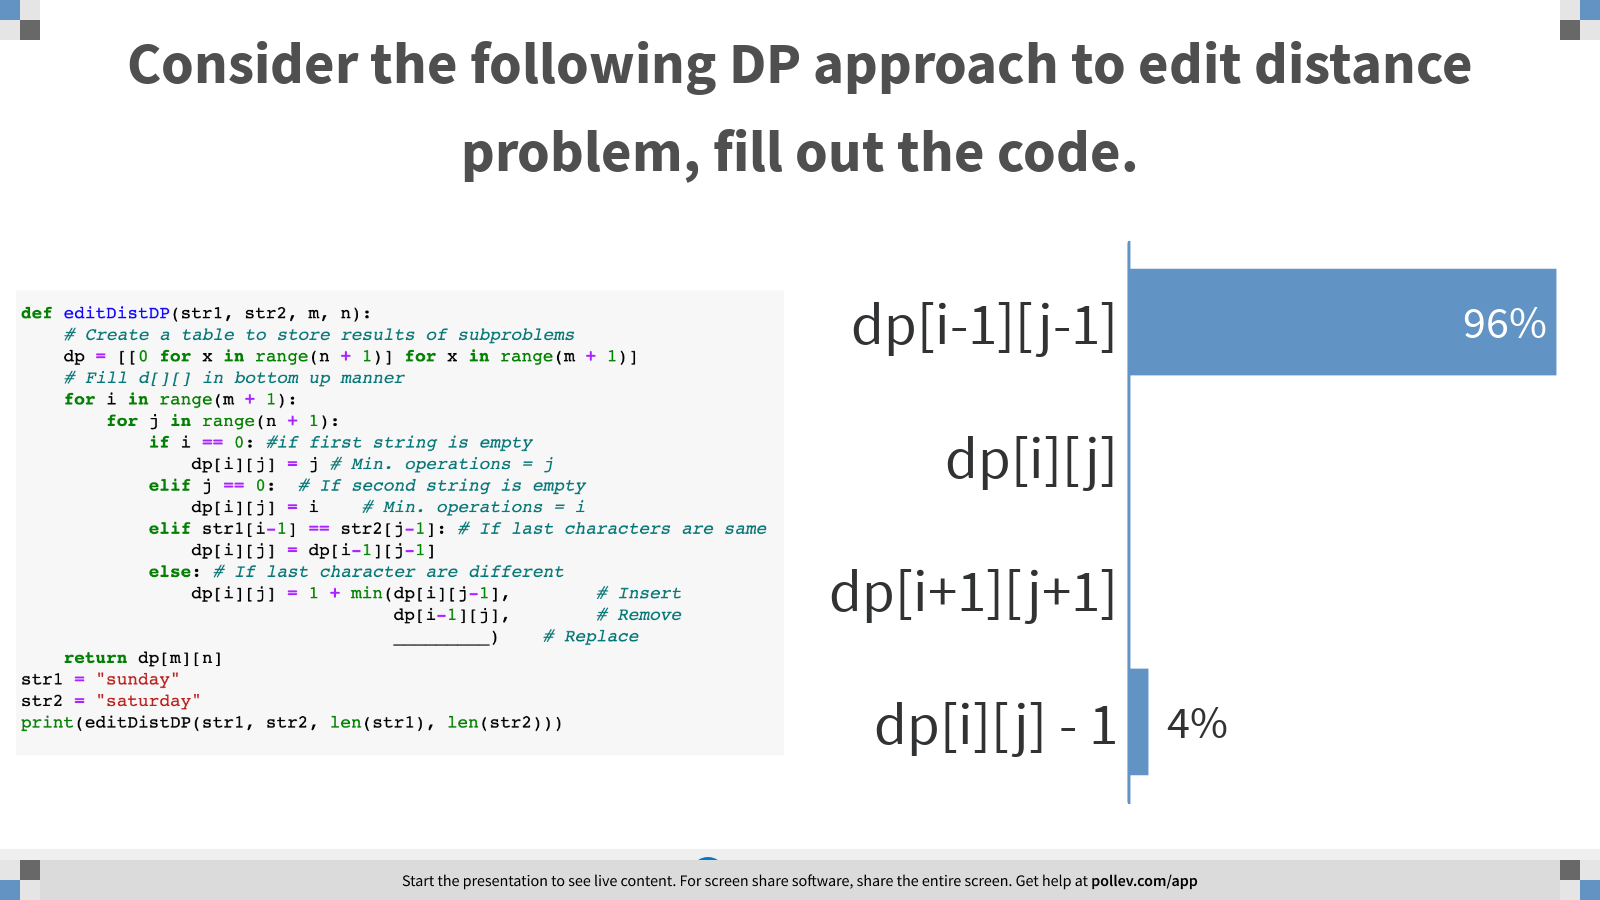 Consider the following DP approach to edit distance
problem, fill out the code.
def editDistDP(str1, str2, m, n):
    # Create a table to store results of subproblems
    dp = [[0 for x in range(n + 1)] for x in range(m + 1)]
    # Fill d[][] in bottom up manner
    for i in range(m + 1):
        for j in range(n + 1):
            if i == 0: #if first string is empty
                dp[i][j] = j # Min. operations = j
            elif j == 0:  # If second string is empty
                dp[i][j] = i    # Min. operations = i
            elif str1[i-1] == str2[j-1]: # If last characters are same
                dp[i][j] = dp[i-1][j-1]
            else: # If last character are different
                dp[i][j] = 1 + min(dp[i][j-1],        # Insert
                                   dp[i-1][j],        # Remove
                                   _________)    # Replace
    return dp[m][n]
str1 = "sunday"
str2 = "saturday"
print(editDistDP(str1, str2, len(str1), len(str2)))
dp[i-1][j-1] 96%
dp[i][j]
dp[i+1][j+1]
dp[i][j] - 1 4%
Start the presentation to see live content. For screen share software, share the entire screen. Get help at pollev.com/app